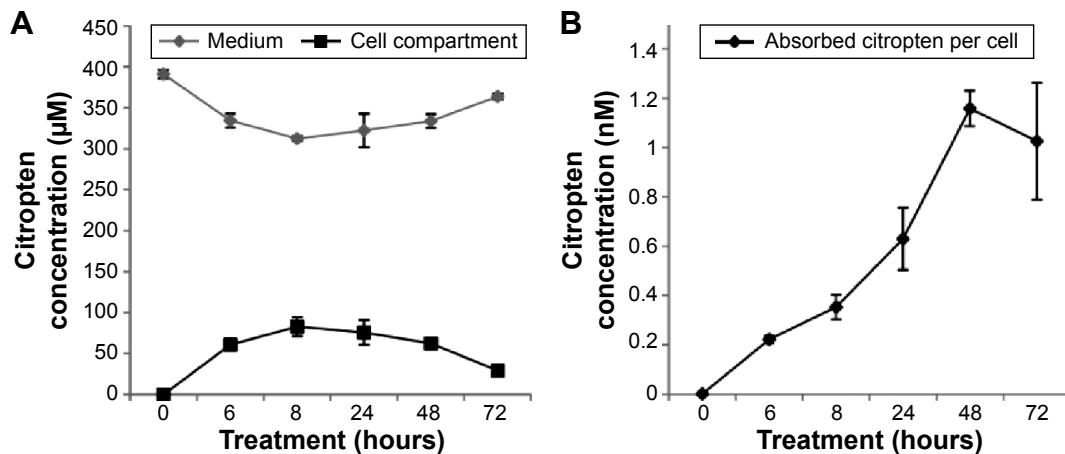 A
Medium
Cell compartment
Citropten
concentration (µM)
450
400
350
300
250
200
150
100
50
0
0 6 8 24 48 72
Treatment (hours)
B
Absorbed citropten per cell
Citropten
concentration (nM)
1.4
1.2
1
0.8
0.6
0.4
0.2
0
0 6 8 24 48 72
Treatment (hours)